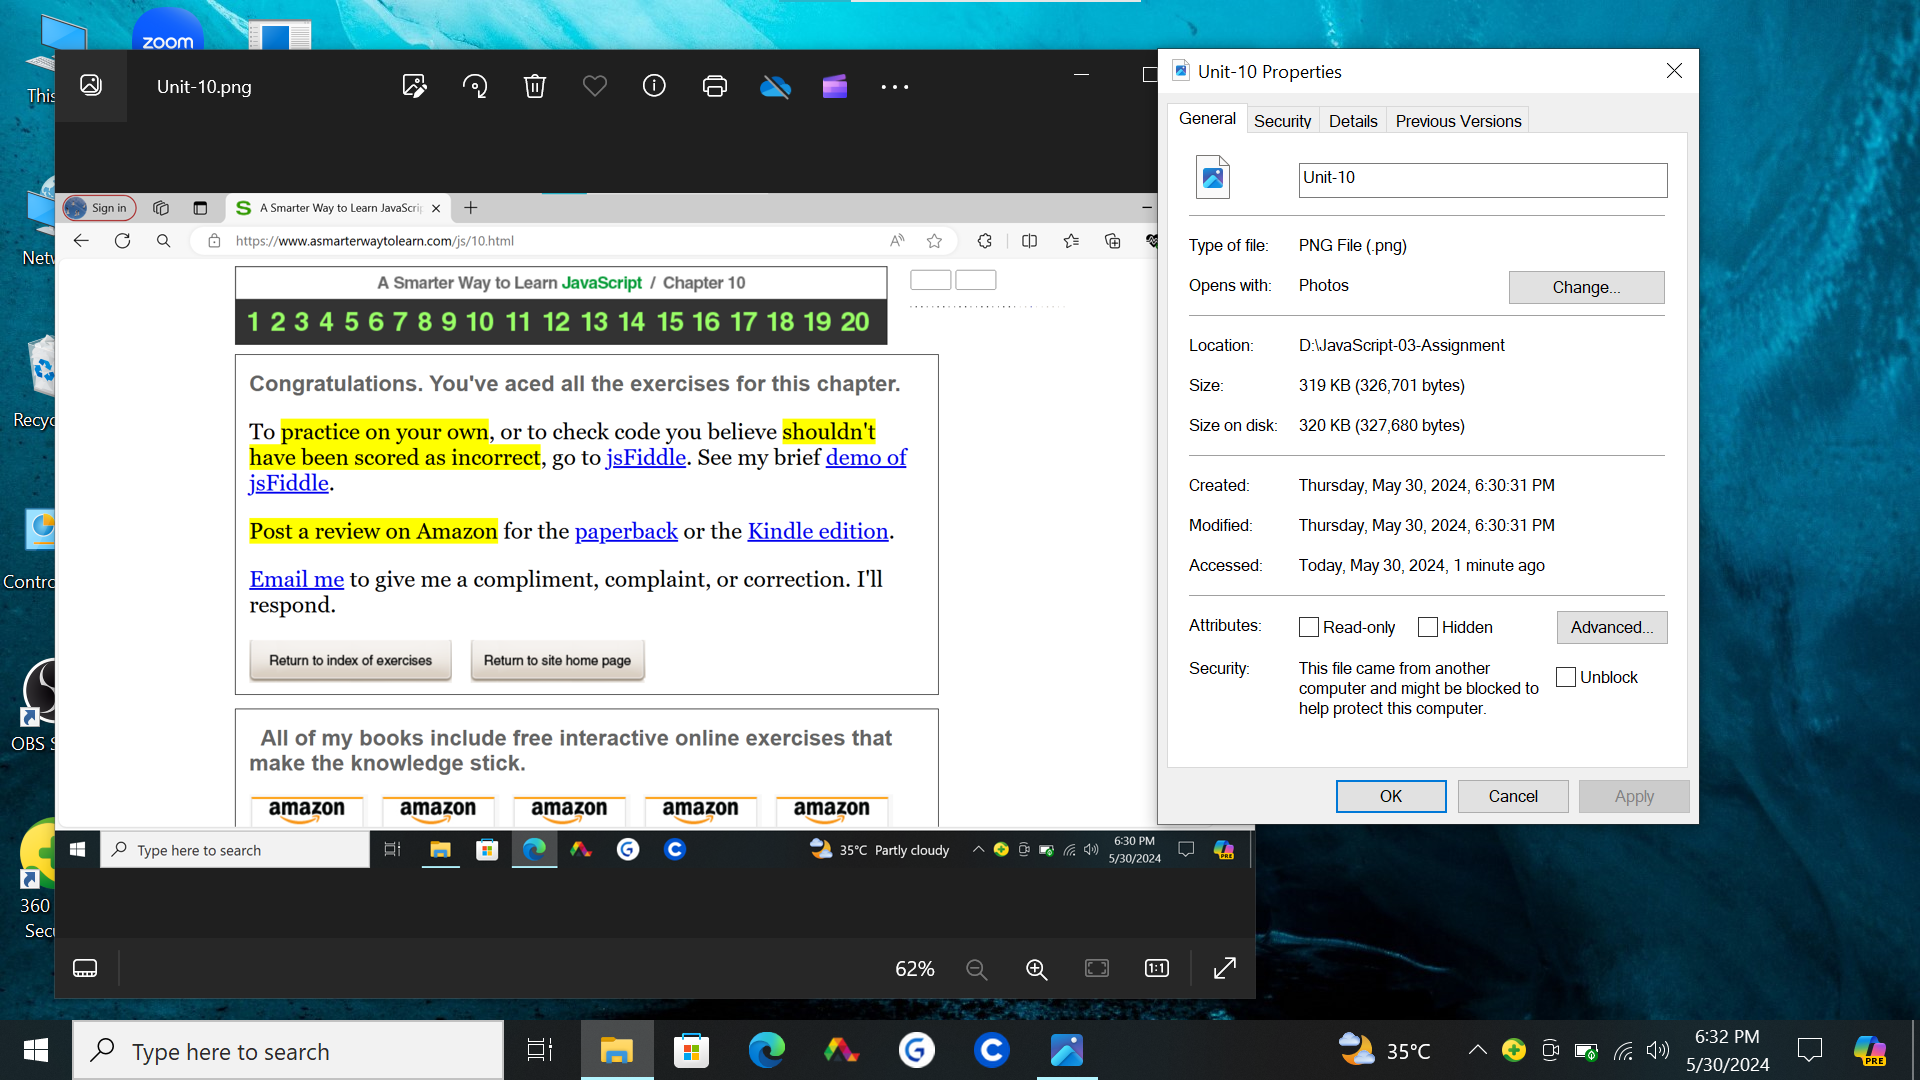 zoom
This
Netw
Recyc
Contro
OBS S
360
Secu
Unit-10.png
Sign in
A Smarter Way to Learn JavaScrip
https://www.asmarterwaytolearn.com/js/10.html
A Smarter Way to Learn JavaScript / Chapter 10
1 2 3 4 5 6 7 8 9 10 11 12 13 14 15 16 17 18 19 20
Congratulations. You've aced all the exercises for this chapter.
To practice on your own, or to check code you believe shouldn't
have been scored as incorrect, go to jsFiddle. See my brief demo of
jsFiddle.
Post a review on Amazon for the paperback or the Kindle edition.
Email me to give me a compliment, complaint, or correction. I'll
respond.
Return to index of exercises
Return to site home page
All of my books include free interactive online exercises that
make the knowledge stick.
amazon amazon amazon amazon amazon
Type here to search
35°C Partly cloudy
6:30 PM
5/30/2024
PRE
62%
1:1
Unit-10 Properties
General Security Details Previous Versions
Unit-10
Type of file: PNG File (.png)
Opens with: Photos Change...
Location: D:\JavaScript-03-Assignment
Size: 319 KB (326,701 bytes)
Size on disk: 320 KB (327,680 bytes)
Created: Thursday, May 30, 2024, 6:30:31 PM
Modified: Thursday, May 30, 2024, 6:30:31 PM
Accessed: Today, May 30, 2024, 1 minute ago
Attributes: Read-only Hidden Advanced...
Security: This file came from another
computer and might be blocked to
help protect this computer.
Unblock
OK Cancel Apply
Type here to search
35°C
6:32 PM
5/30/2024
PRE